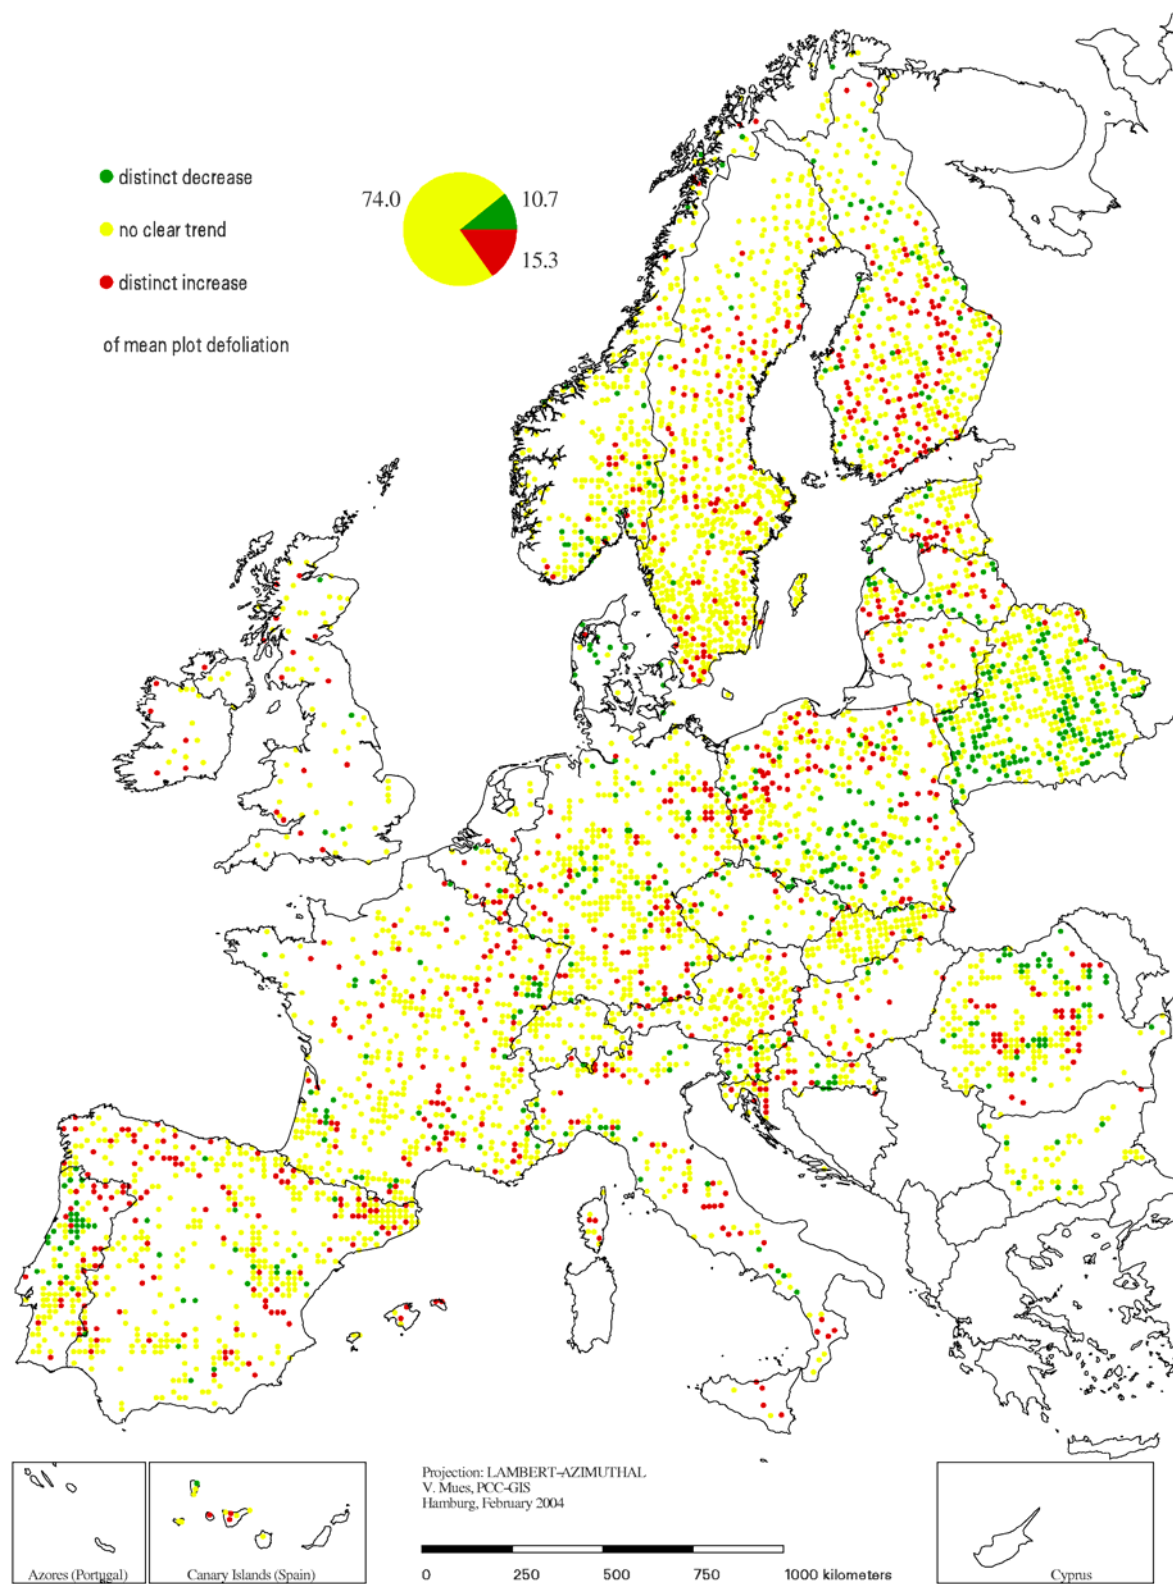 distinct decrease
no clear trend
distinct increase
of mean plot defoliation
74.0
10.7
15.3
Projection: LAMBERT-AZIMUTHAL
V. Mues, PCC-GIS
Hamburg, February 2004
0 250 500 750 1000 kilometers
Azores (Portugal)
Canary Islands (Spain)
Cyprus